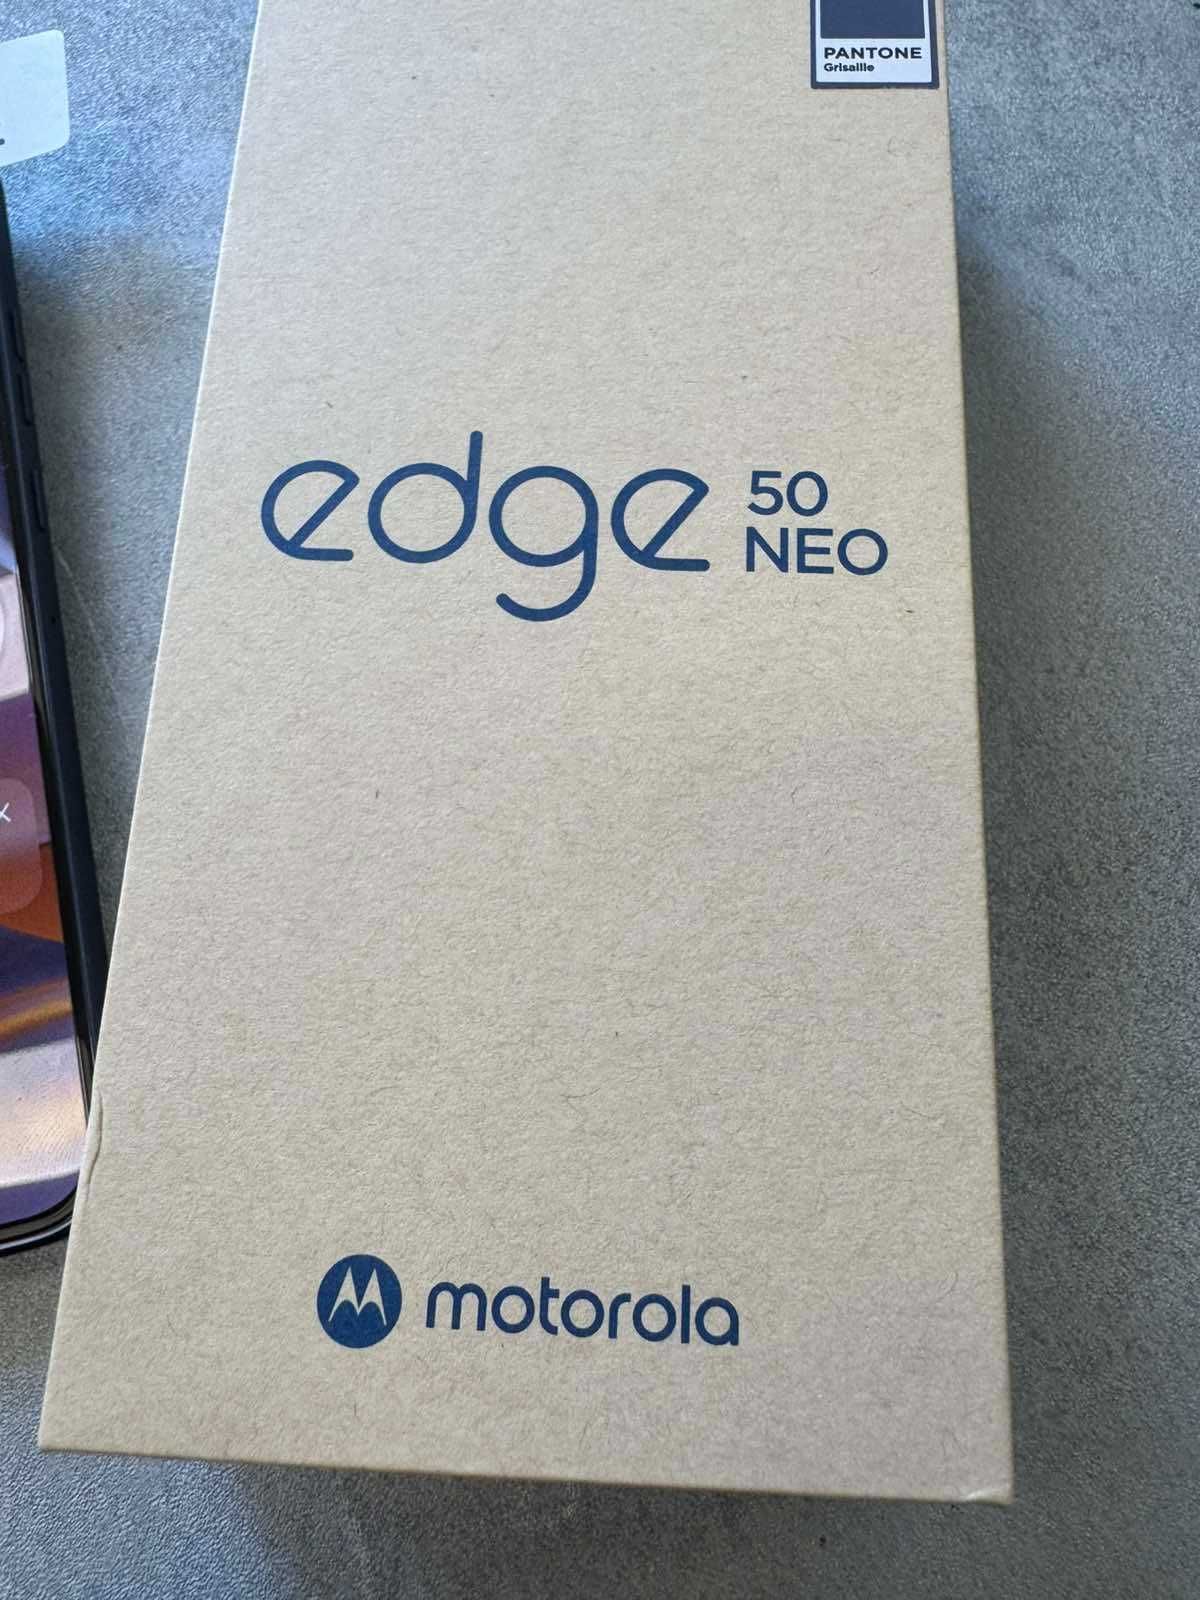 PANTONE
Grisaille
edge 50
NEO
motorola
x